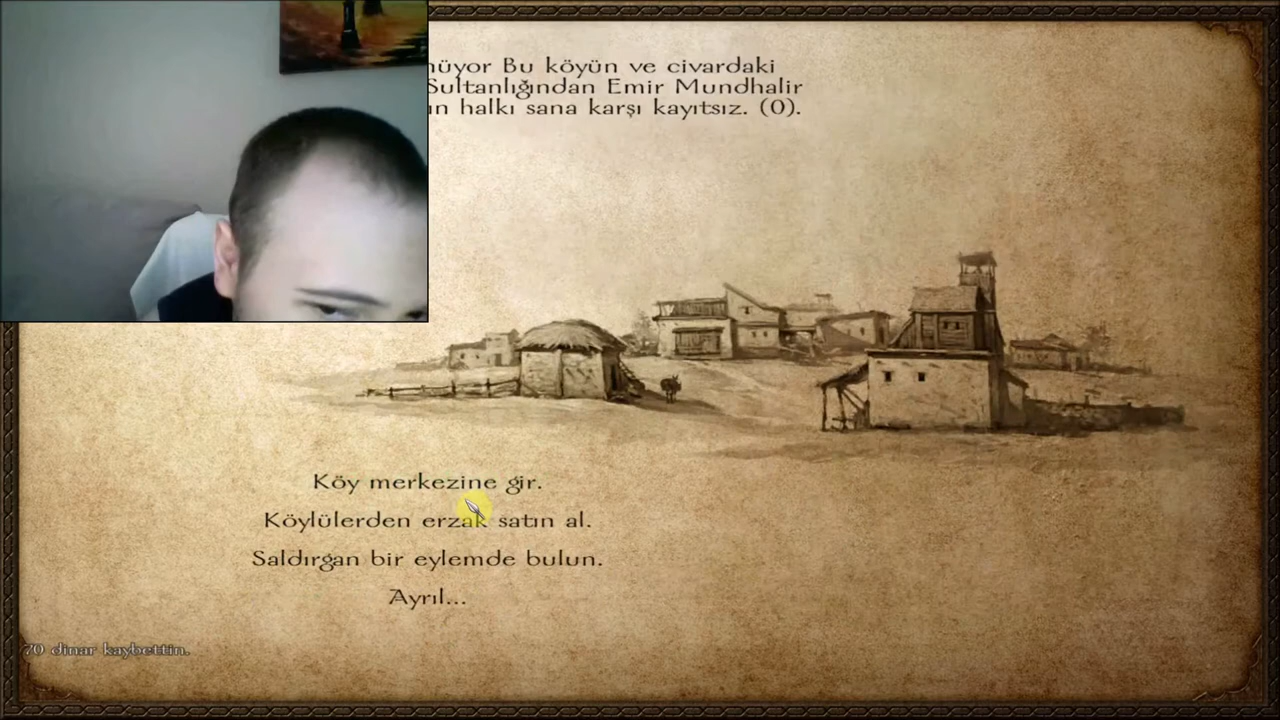 Bu köyün ve civardaki
Sultanlığından Emir Mundhalir
halkı sana karşı kayıtsız. (0).
Köy merkezine gir.
Köylülerden erzak satın al.
Saldırgan bir eylemde bulun.
Ayrıl...
70 dinar kaybettin.